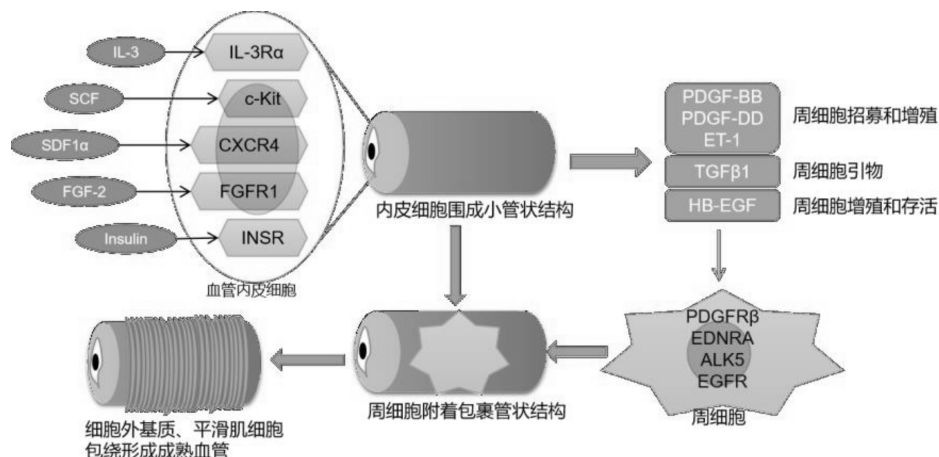 IL-3
IL-3Rα
SCF
c-Kit
SDF1α
CXCR4
FGF-2
FGFR1
Insulin
INSR
血管内皮细胞
内皮细胞围成小管状结构
PDGF-BB
PDGF-DD
ET-1
周细胞招募和增殖
TGFβ1
周细胞引物
HB-EGF
周细胞增殖和存活
PDGFRβ
EDNRA
ALK5
EGFR
周细胞
周细胞附着包裹管状结构
细胞外基质、平滑肌细胞
包绕形成成熟血管